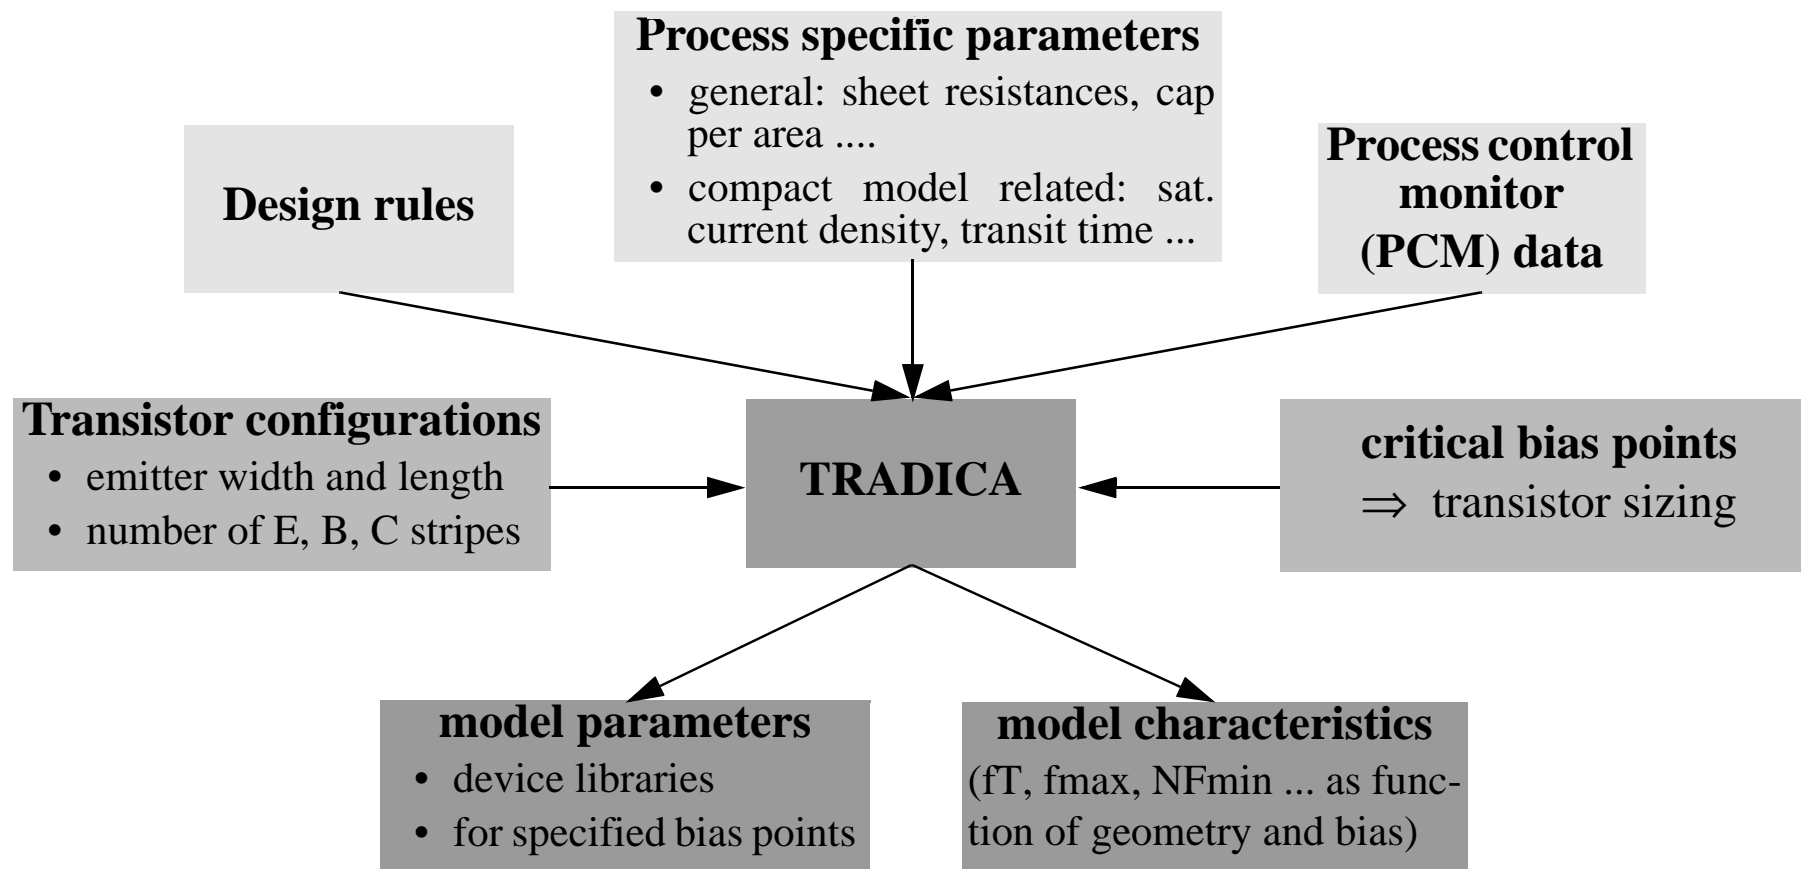 Process specific parameters
• general: sheet resistances, cap
per area ....
• compact model related: sat.
current density, transit time ...
Design rules
Process control
monitor
(PCM) data
Transistor configurations
• emitter width and length
• number of E, B, C stripes
TRADICA
critical bias points
⇒ transistor sizing
model parameters
• device libraries
• for specified bias points
model characteristics
(fT, fmax, NFmin ... as func-
tion of geometry and bias)